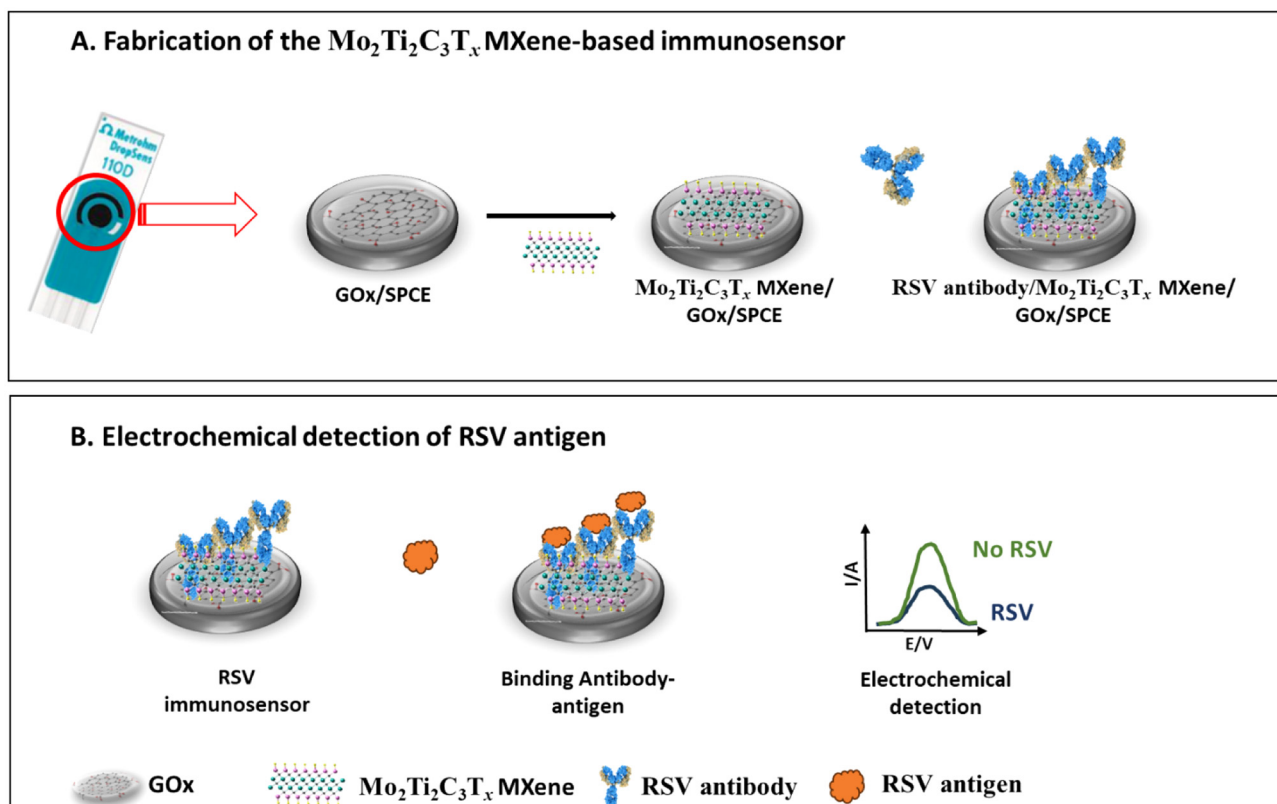 A. Fabrication of the Mo₂Ti₂C₃Tₓ MXene-based immunosensor
Ω Metrohm
DropSens
110D
GOx/SPCE
Mo₂Ti₂C₃Tₓ MXene/
GOx/SPCE
RSV antibody/Mo₂Ti₂C₃Tₓ MXene/
GOx/SPCE
B. Electrochemical detection of RSV antigen
RSV
immunosensor
Binding Antibody-
antigen
I/A
No RSV
RSV
E/V
Electrochemical
detection
GOx
Mo₂Ti₂C₃Tₓ MXene
RSV antibody
RSV antigen